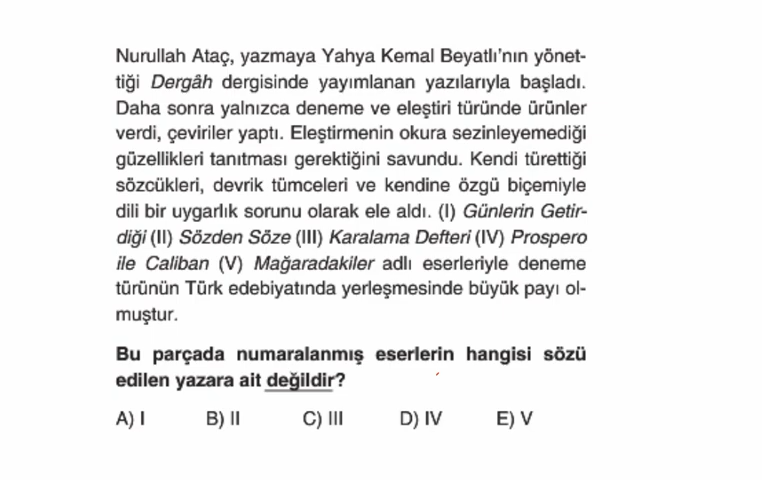 Nurullah Ataç, yazmaya Yahya Kemal Beyatlı'nın yönet-
tiği Dergâh dergisinde yayımlanan yazılarıyla başladı.
Daha sonra yalnızca deneme ve eleştiri türünde ürünler
verdi, çeviriler yaptı. Eleştirmenin okura sezinleyemediği
güzellikleri tanıtması gerektiğini savundu. Kendi türettiği
sözcükleri, devrik tümceleri ve kendine özgü biçemiyle
dili bir uygarlık sorunu olarak ele aldı. (I) Günlerin Getir-
diği (II) Sözden Söze (III) Karalama Defteri (IV) Prospero
ile Caliban (V) Mağaradakiler adlı eserleriyle deneme
türünün Türk edebiyatında yerleşmesinde büyük payı ol-
muştur.
Bu parçada numaralanmış eserlerin hangisi sözü
edilen yazara ait değildir?
A) I B) II C) III D) IV E) V